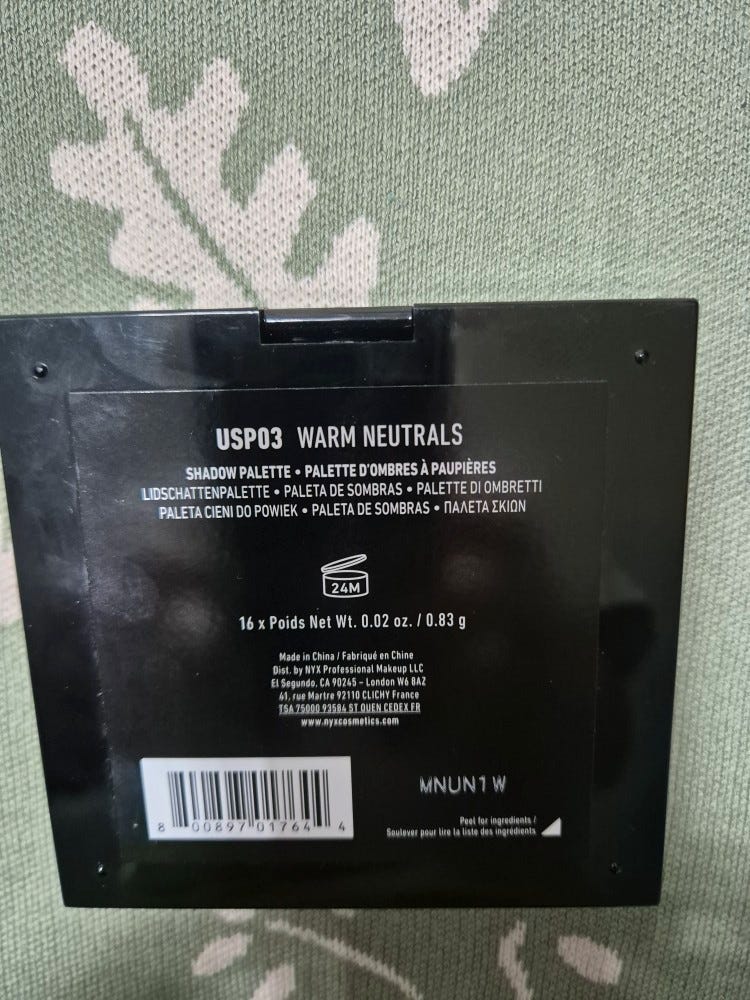 USP03 WARM NEUTRALS
SHADOW PALETTE • PALETTE D'OMBRES À PAUPIÈRES
LIDSCHATTENPALETTE • PALETA DE SOMBRAS • PALETTE DI OMBRETTI
PALETA CIENI DO POWIEK • PALETA DE SOMBRAS • ΠΑΛΕΤΑ ΣΚΙΩΝ
24M
16 x Poids Net Wt. 0.02 oz. / 0.83 g
Made in China / Fabriqué en Chine
Dist. by NYX Professional Makeup LLC
El Segundo, CA 90245 – London W6 8AZ
41, rue Martre 92110 CLICHY France
TSA 75000 93584 ST OUEN CEDEX FR
www.nyxcosmetics.com
MNUN1W
8 00897 01764 4
Peel for ingredients /
Soulever pour lire la liste des ingrédients